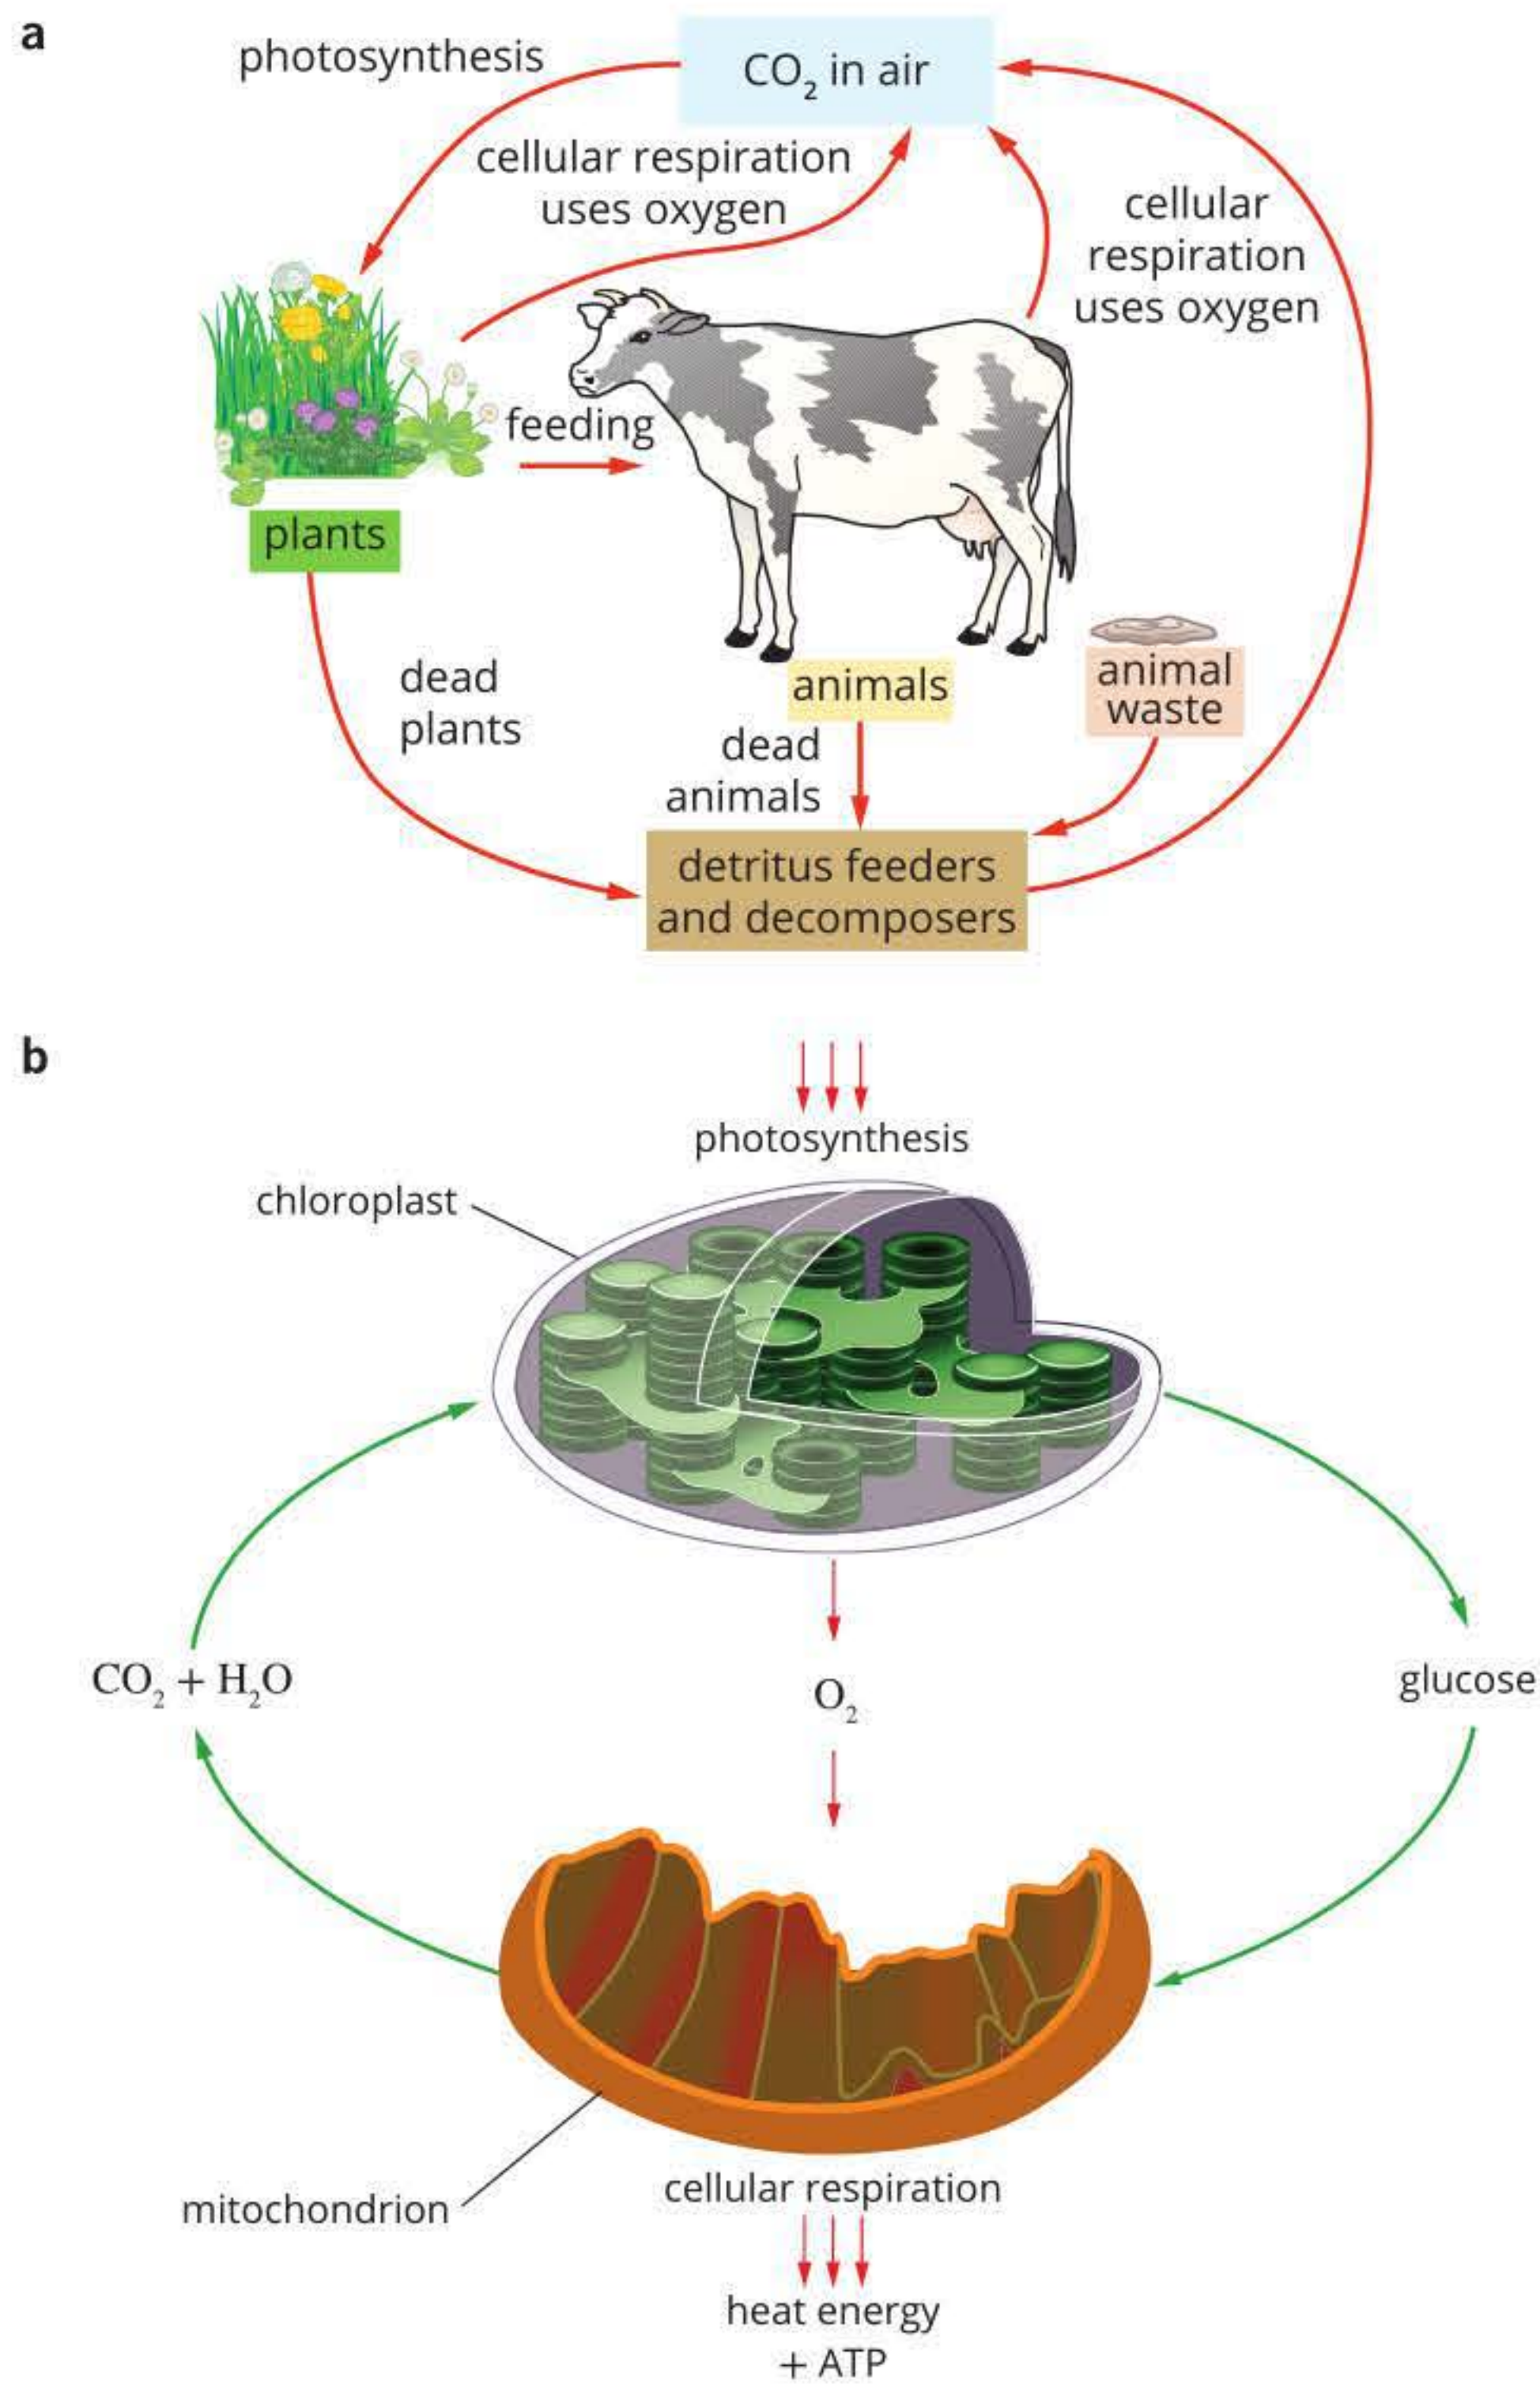 a
photosynthesis
CO₂ in air
cellular respiration
uses oxygen
cellular
respiration
uses oxygen
feeding
plants
dead
plants
animals
animal
waste
dead
animals
detritus feeders
and decomposers
b
photosynthesis
chloroplast
CO₂ + H₂O
O₂
glucose
mitochondrion
cellular respiration
heat energy
+ ATP